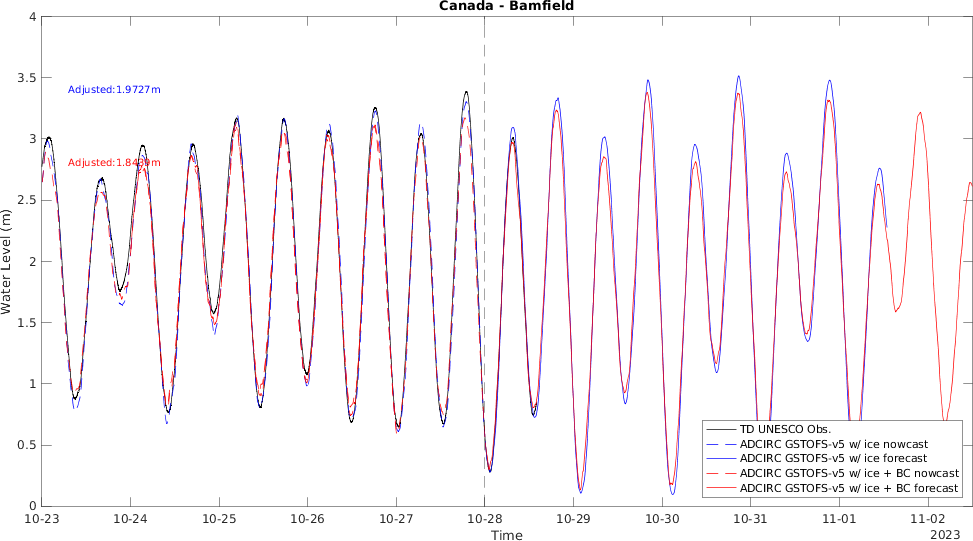 Canada - Bamfield
4
3.5
3
2.5
2
1.5
1
0.5
0
Water Level (m)
Adjusted:1.9727m
Adjusted:1.8439m
TD UNESCO Obs.
ADCIRC GSTOFS-v5 w/ ice nowcast
ADCIRC GSTOFS-v5 w/ ice forecast
ADCIRC GSTOFS-v5 w/ ice + BC nowcast
ADCIRC GSTOFS-v5 w/ ice + BC forecast
10-23 10-24 10-25 10-26 10-27 10-28 10-29 10-30 10-31 11-01 11-02
Time
2023